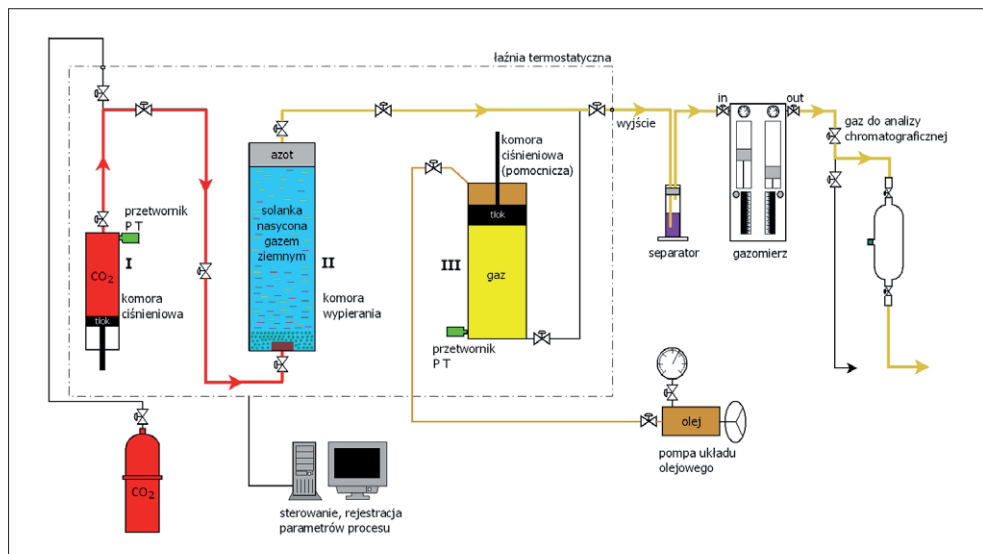 łaźnia termostatyczna
in
out
gaz do analizy
chromatograficznej
wyjście
azot
komora
ciśnieniowa
(pomocnicza)
przetwornik
P T
solanka
nasycona
gazem
ziemnym
tłok
I
II
III
CO₂
gaz
separator
gazomierz
komora
ciśnieniowa
komora
wypierania
tłok
przetwornik
P T
olej
pompa układu
olejowego
CO₂
sterowanie, rejestracja
parametrów procesu